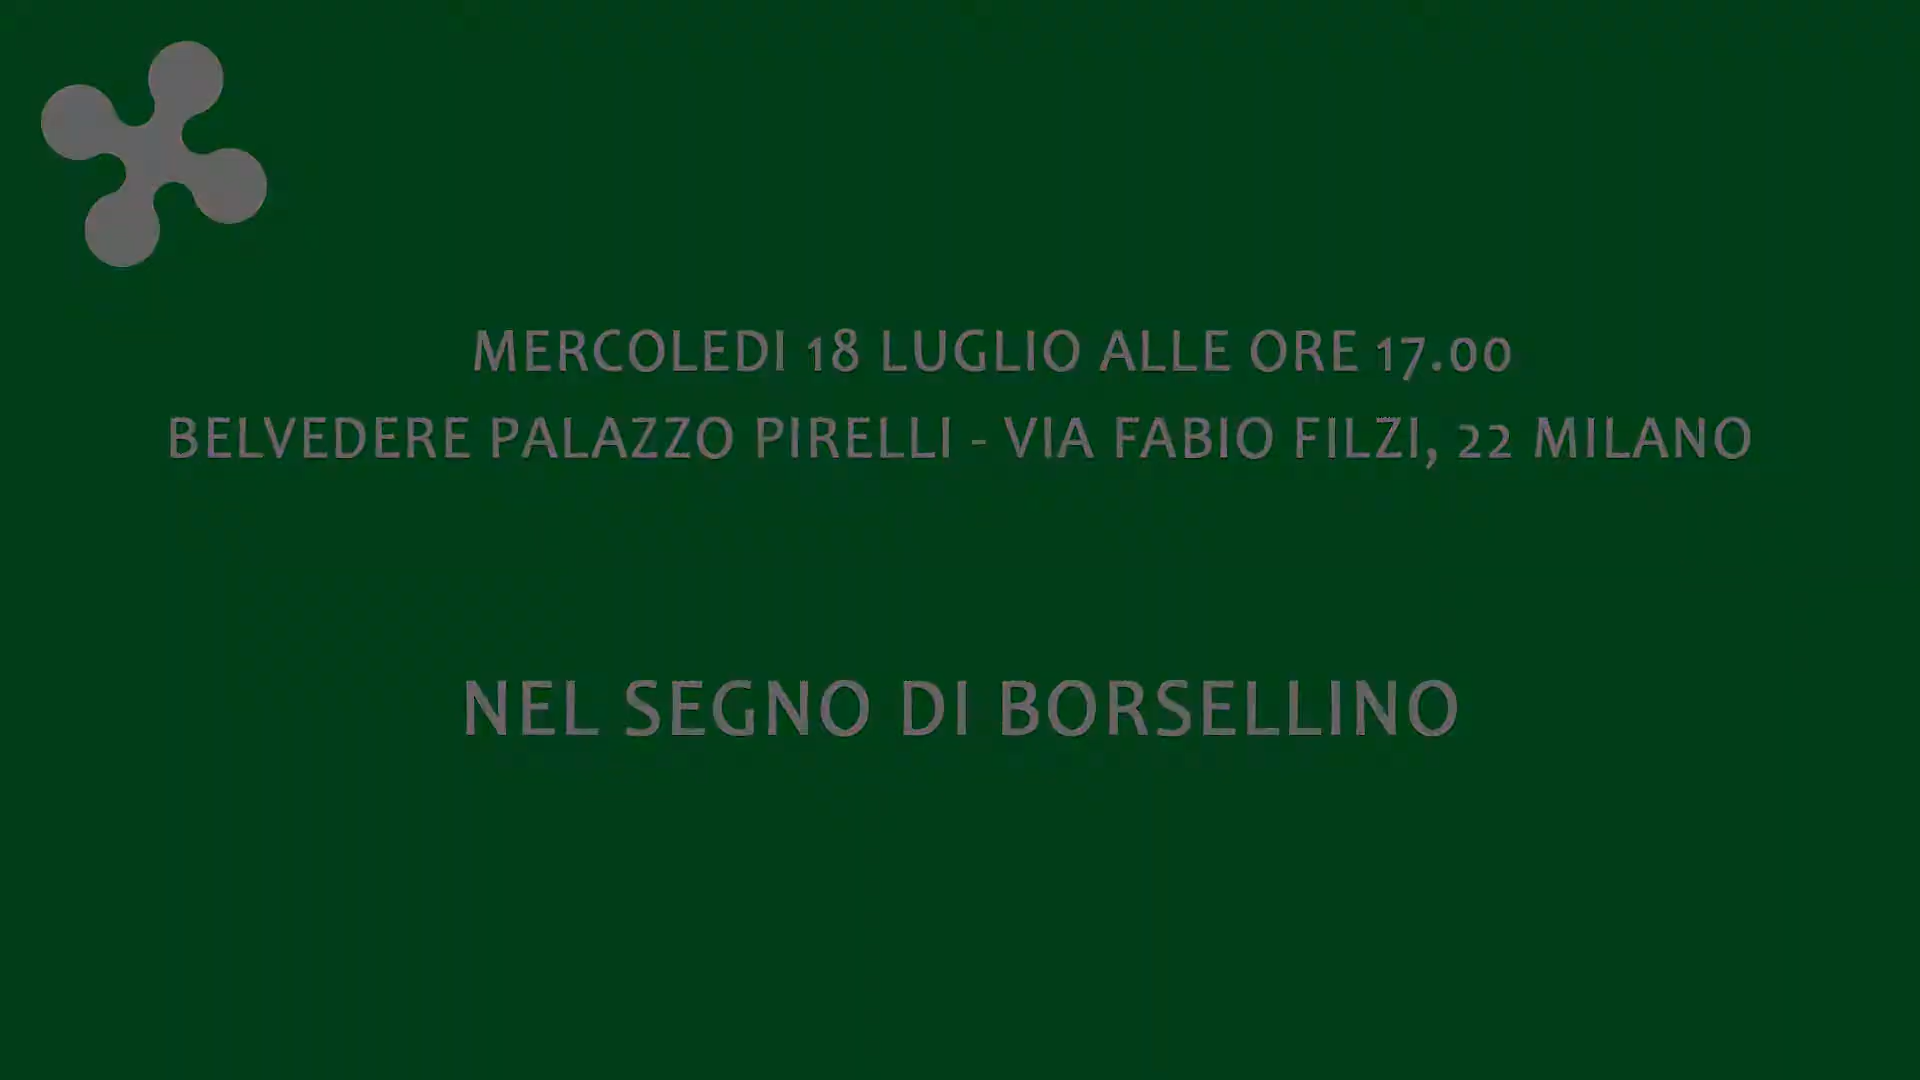 MERCOLEDI 18 LUGLIO ALLE ORE 17.00
BELVEDERE PALAZZO PIRELLI - VIA FABIO FILZI, 22 MILANO
NEL SEGNO DI BORSELLINO